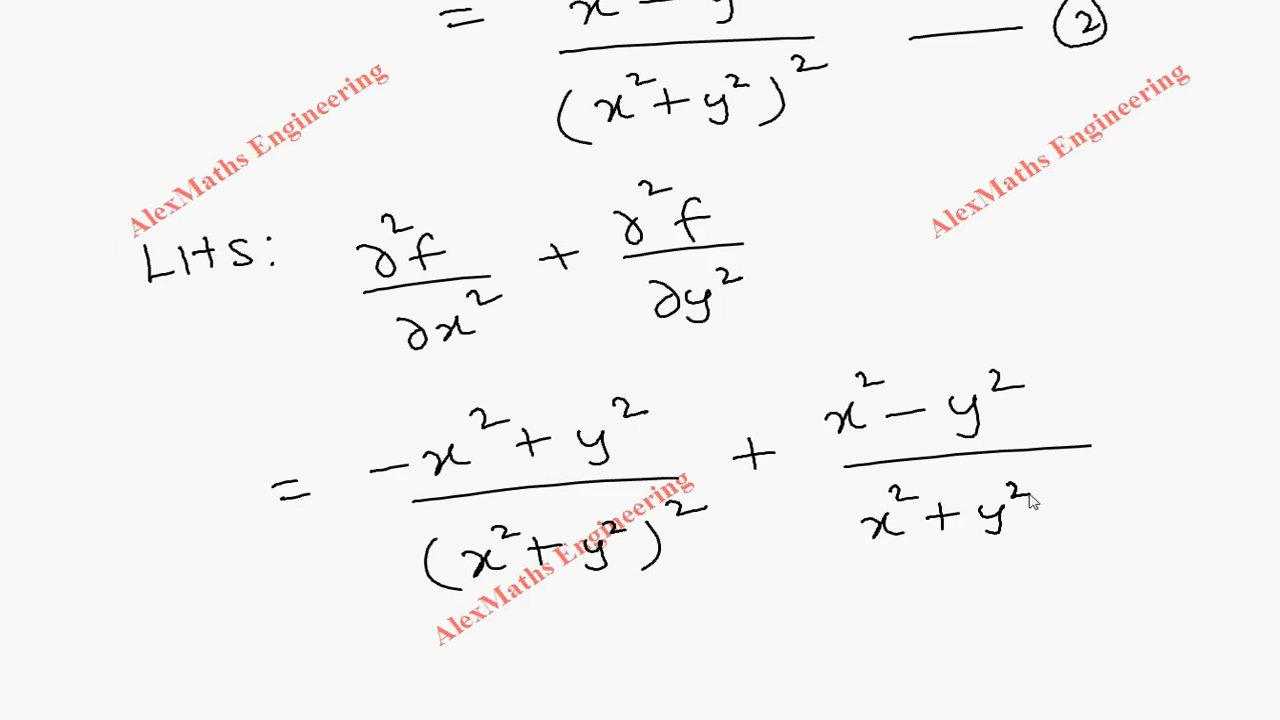 = x² - y² / (x² + y²)² —— ②
AlexMaths Engineering
AlexMaths Engineering
LHS: ∂²f / ∂x² + ∂²f / ∂y²
= -x² + y² / (x² + y²)² + x² - y² / x² + y²
AlexMaths Engineering